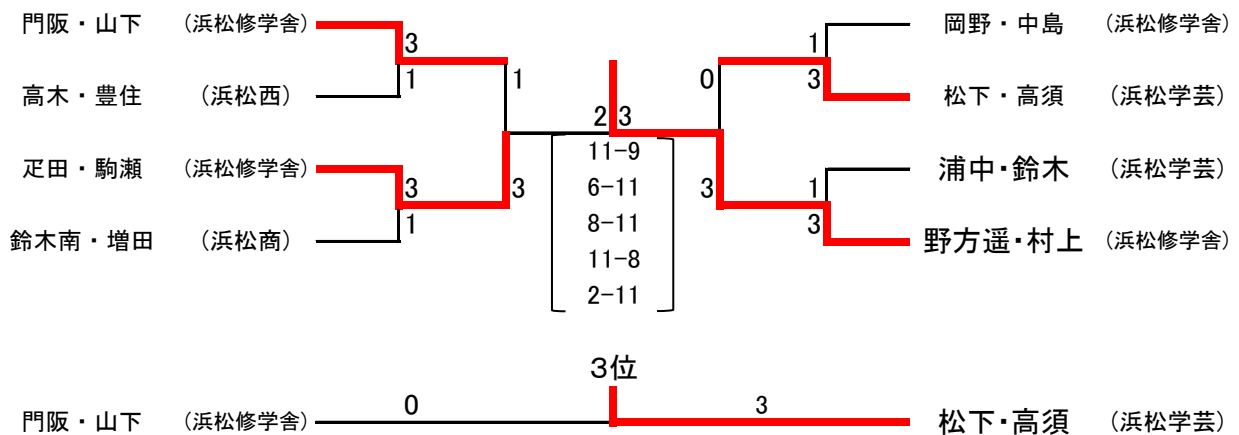 門阪・山下 (浜松修学舎) 3 1 岡野・中島 (浜松修学舎)
1 0
高木・豊住 (浜松西) 1 3 松下・高須 (浜松学芸)
2 3
11-9
疋田・駒瀬 (浜松修学舎) 3 6-11 1 浦中・鈴木 (浜松学芸)
3 3
8-11
鈴木南・増田 (浜松商) 1 3 野方遥・村上 (浜松修学舎)
11-8
2-11
3位
門阪・山下 (浜松修学舎) 0 3 松下・高須 (浜松学芸)